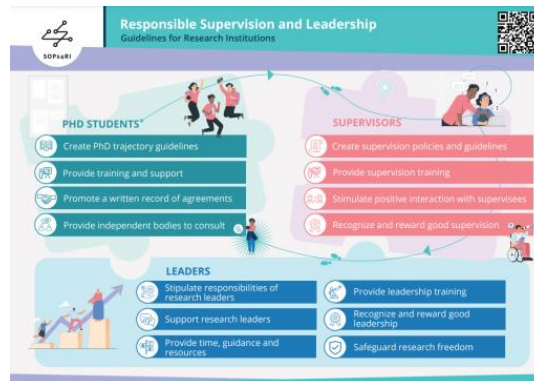 Responsible Supervision and Leadership
Guidelines for Research Institutions
SOPs4RI
PHD STUDENTS*
Create PhD trajectory guidelines
Provide training and support
Promote a written record of agreements
Provide independent bodies to consult
SUPERVISORS
Create supervision policies and guidelines
Provide supervision training
Stimulate positive interaction with supervisees
Recognize and reward good supervision
LEADERS
Stipulate responsibilities of
research leaders
Support research leaders
Provide time, guidance and
resources
Provide leadership training
Recognize and reward good
leadership
Safeguard research freedom